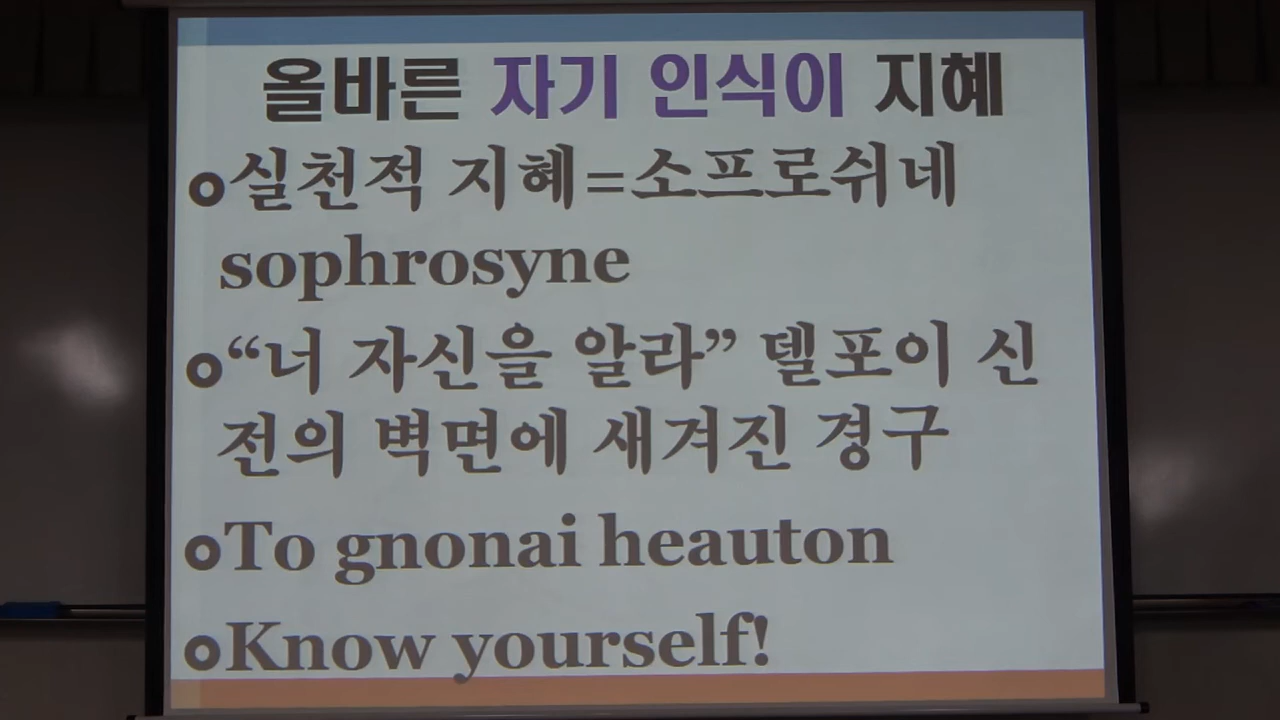 올바른 자기 인식이 지혜
실천적 지혜=소프로쉬네
sophrosyne
“너 자신을 알라” 델포이 신
전의 벽면에 새겨진 경구
To gnonai heauton
Know yourself!